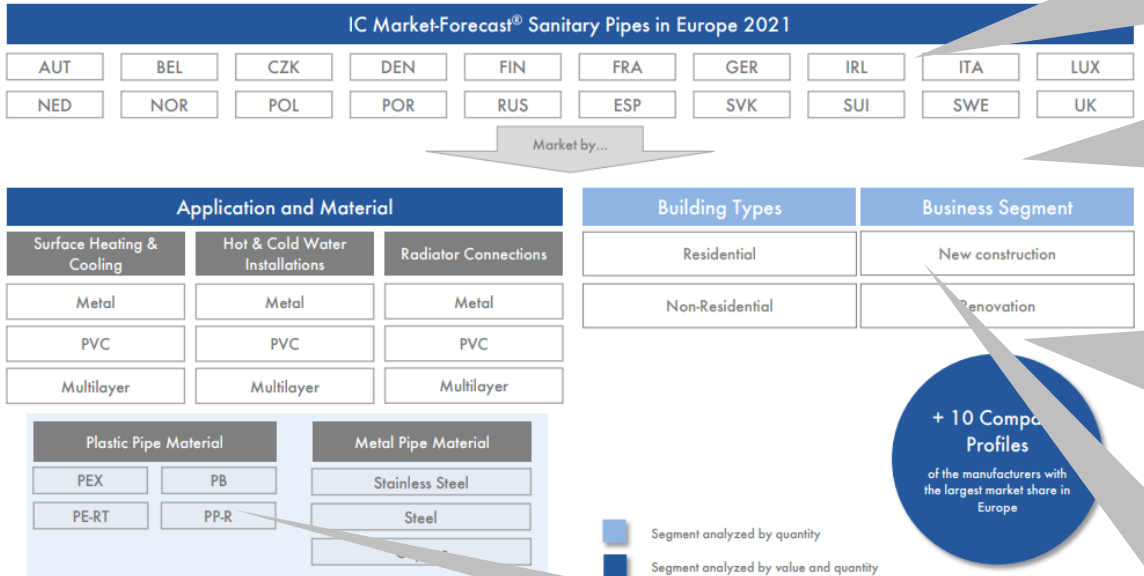 IC Market-Forecast® Sanitary Pipes in Europe 2021
AUT BEL CZK DEN FIN FRA GER IRL ITA LUX
NED NOR POL POR RUS ESP SVK SUI SWE UK
Market by...
Application and Material
Building Types
Business Segment
Surface Heating &
Cooling
Hot & Cold Water
Installations
Radiator Connections
Residential
New construction
Metal Metal Metal
Non-Residential
PVC PVC PVC
Multilayer Multilayer Multilayer
Plastic Pipe Material
Metal Pipe Material
PEX PB
Stainless Steel
PE-RT PP-R
Steel
+ 10
Profiles
of the manufacturers with
the largest market share in
Europe
Segment analyzed by quantity
Segment analyzed by value and quantity